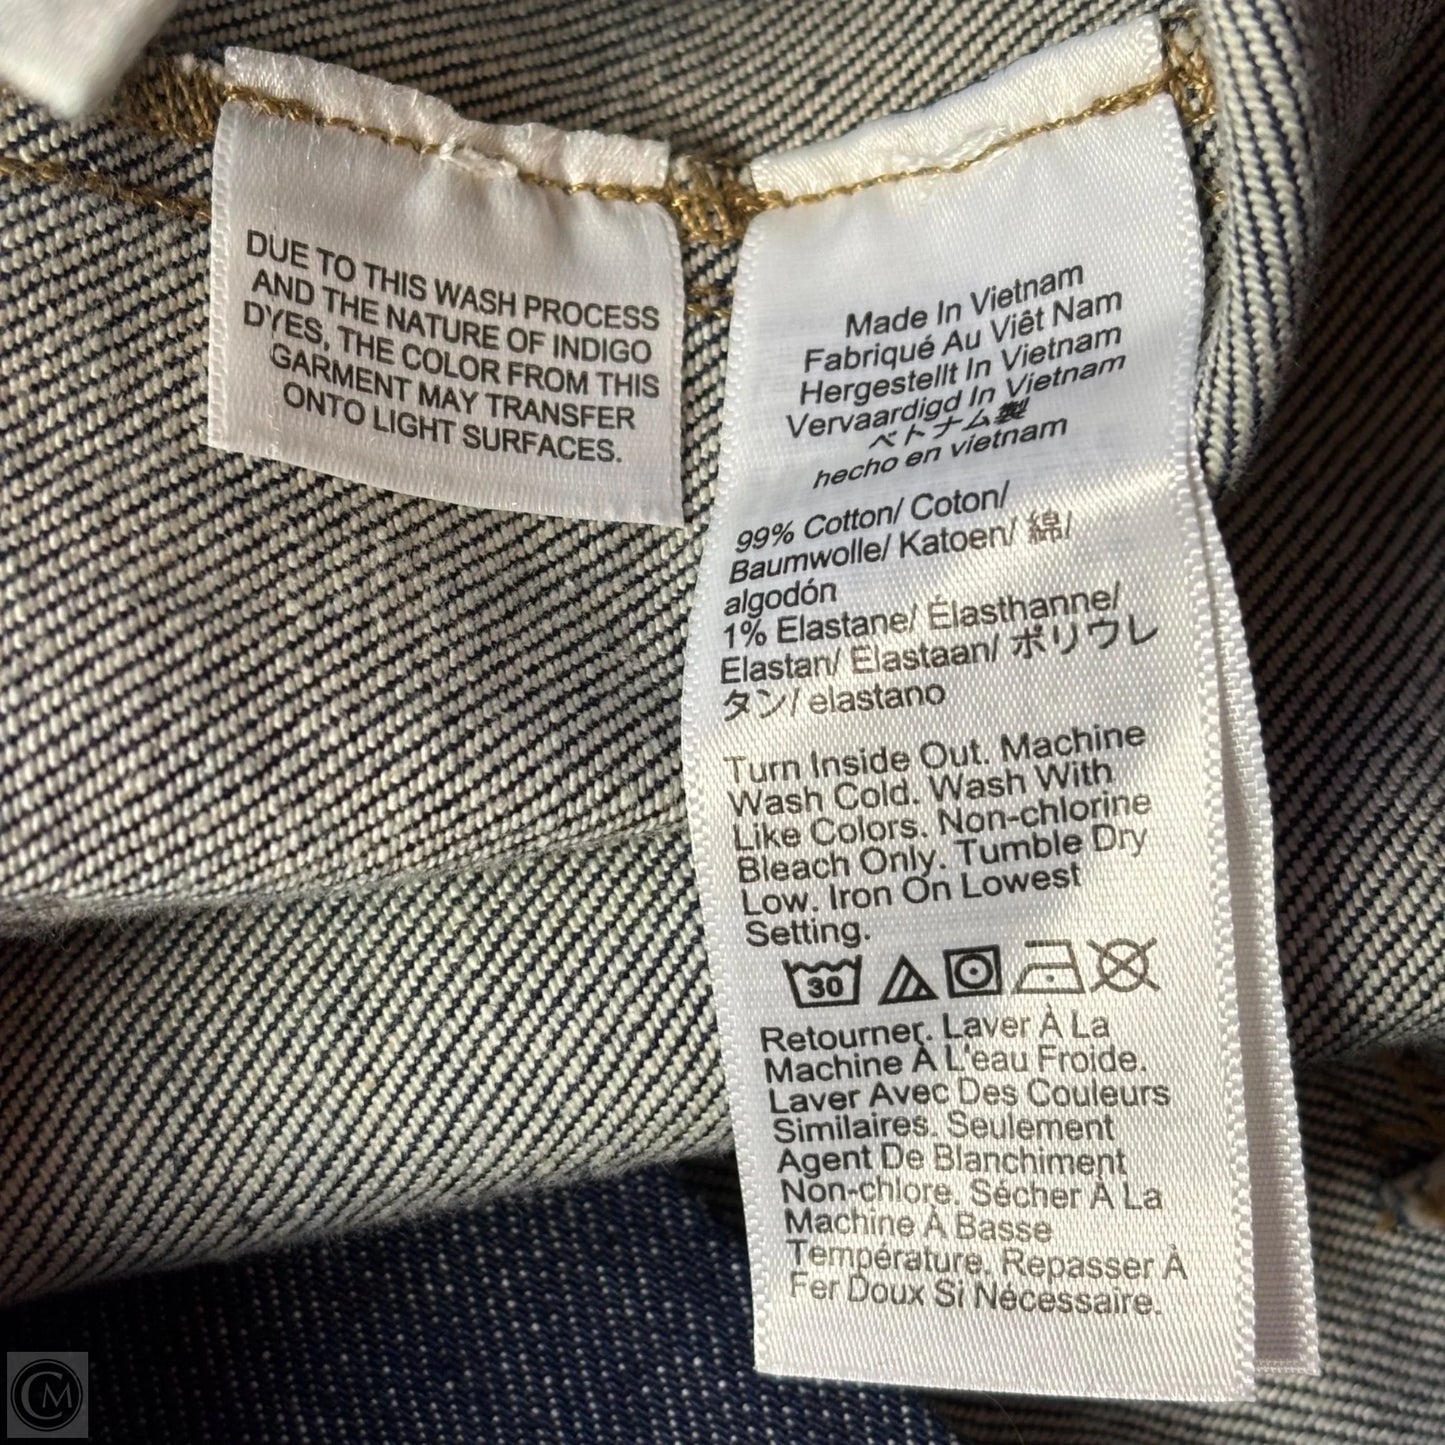 DUE TO THIS WASH PROCESS
AND THE NATURE OF INDIGO
DYES, THE COLOR FROM THIS
GARMENT MAY TRANSFER
ONTO LIGHT SURFACES.
Made In Vietnam
Fabriqué Au Viêt Nam
Hergestellt In Vietnam
Vervaardigd In Vietnam
ベトナム製
hecho en vietnam
99% Cotton/ Coton/
Baumwolle/ Katoen/ 綿/
algodón
1% Elastane/ Élasthanne/
Elastan/ Elastaan/ ポリウレ
タン/ elastano
Turn Inside Out. Machine
Wash Cold. Wash With
Like Colors. Non-chlorine
Bleach Only. Tumble Dry
Low. Iron On Lowest
Setting.
30
Retourner. Laver À La
Machine À L'eau Froide.
Laver Avec Des Couleurs
Similaires. Seulement
Agent De Blanchiment
Non-chlore. Sécher À La
Machine À Basse
Température. Repasser À
Fer Doux Si Nécessaire.
CM